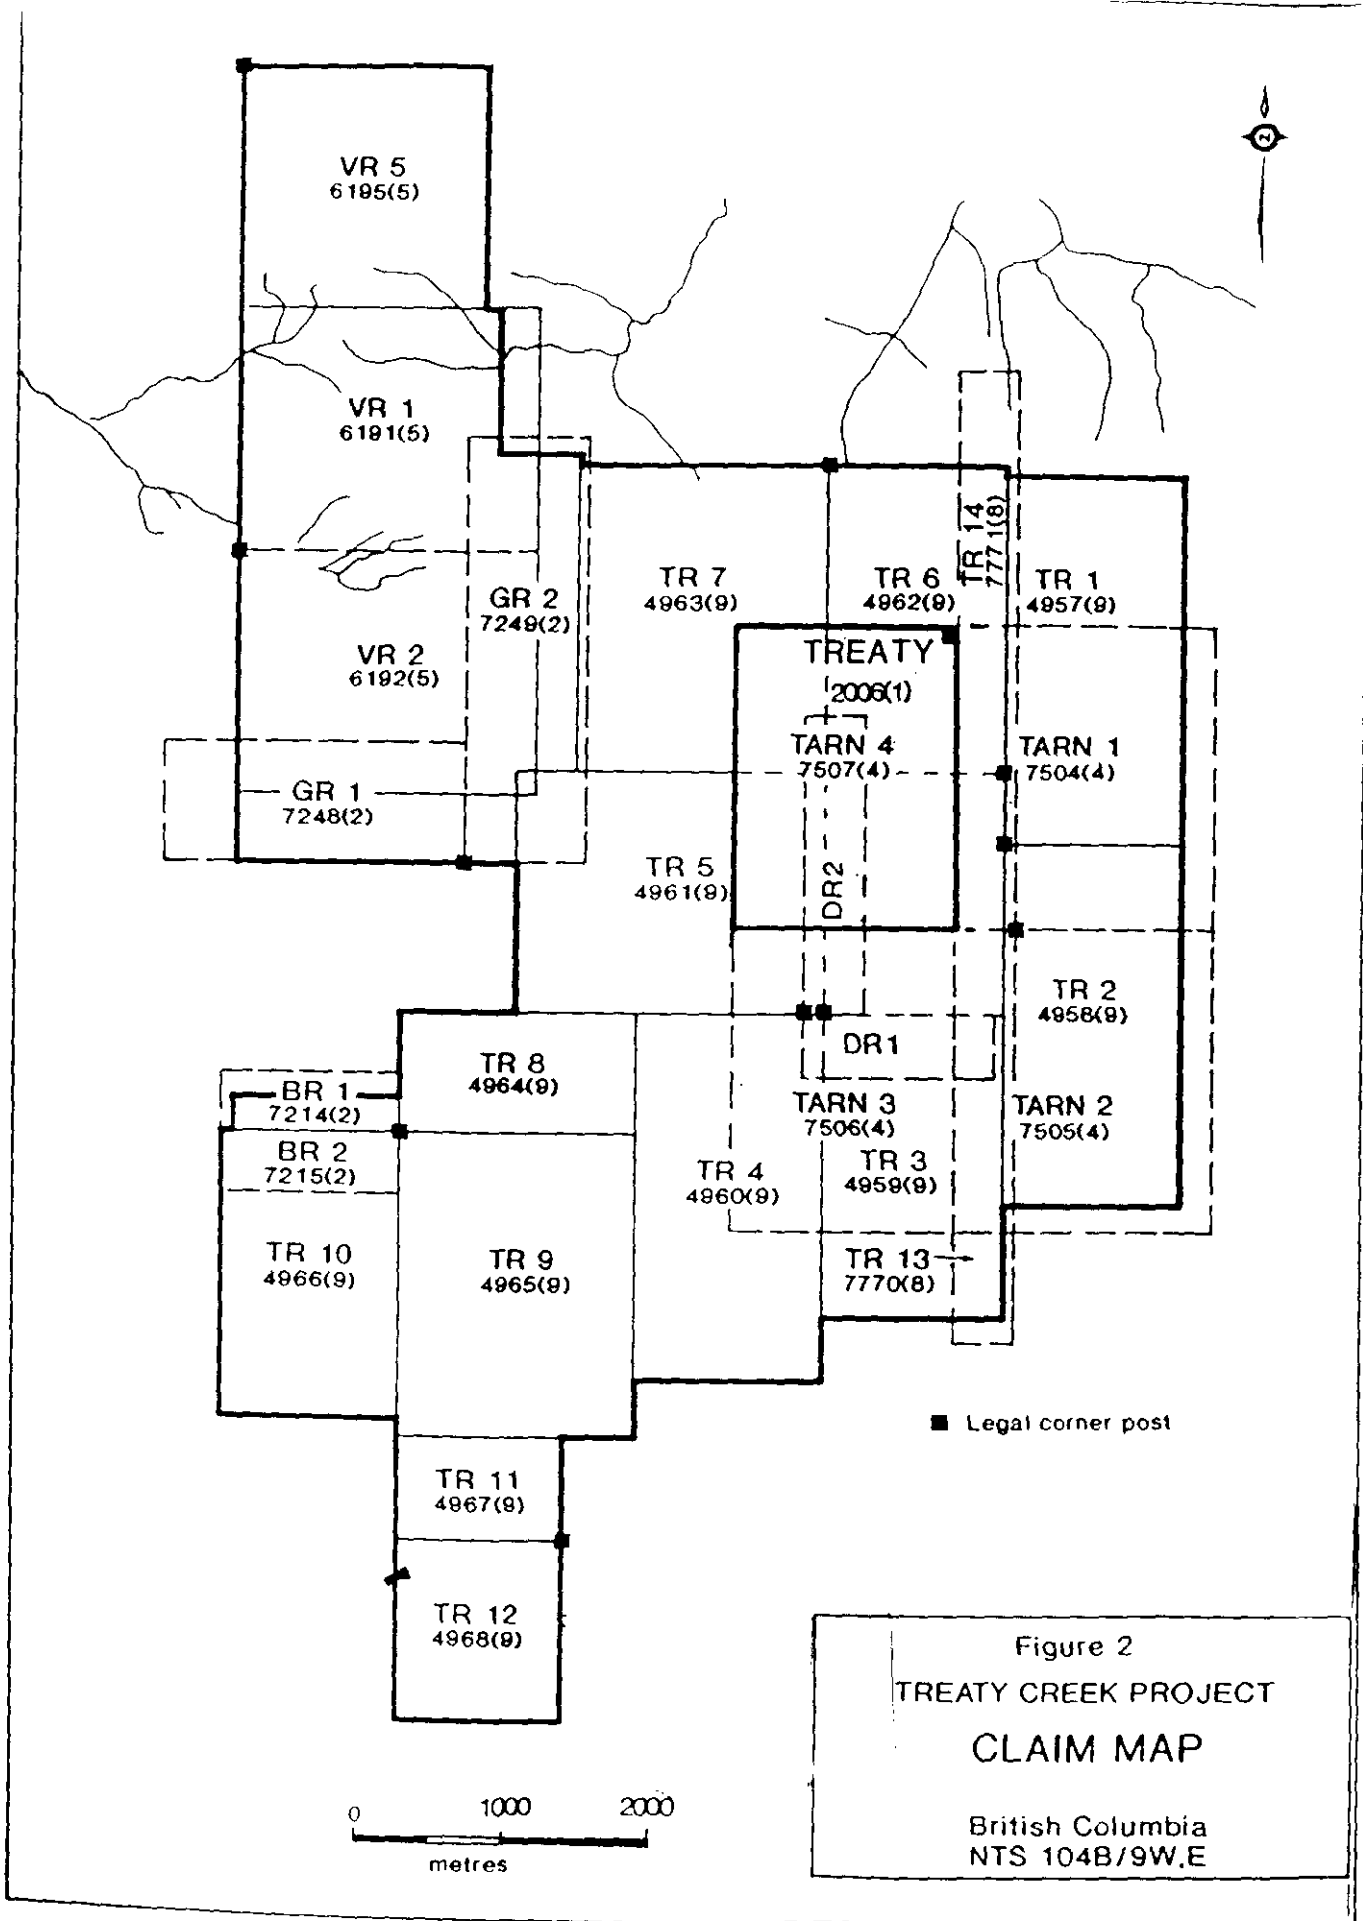 VR 5
6195(5)
VR 1
6191(5)
TR 14
7771(8)
TR 7
4963(9)
TR 6
4962(9)
TR 1
4957(9)
GR 2
7249(2)
VR 2
6192(5)
TREATY
2006(1)
TARN 4
7507(4)
TARN 1
7504(4)
GR 1
7248(2)
TR 5
4961(9)
DR2
TR 2
4958(9)
DR1
TR 8
4964(9)
BR 1
7214(2)
TARN 3
7506(4)
TARN 2
7505(4)
BR 2
7215(2)
TR 4
4960(9)
TR 3
4959(9)
TR 10
4966(9)
TR 9
4965(9)
TR 13
7770(8)
Legal corner post
TR 11
4967(9)
TR 12
4968(9)
Figure 2
TREATY CREEK PROJECT
CLAIM MAP
British Columbia
NTS 104B/9W,E
0 1000 2000
metres